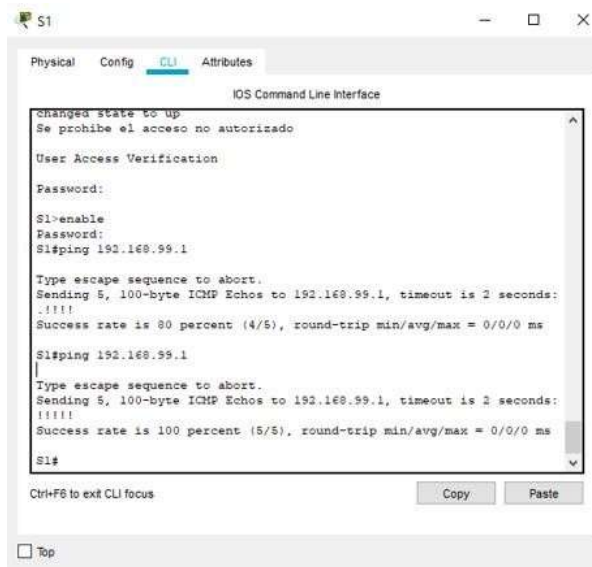 S1
Physical Config CLI Attributes
IOS Command Line Interface
changed state to up
Se prohibe el acceso no autorizado
User Access Verification
Password:
S1>enable
Password:
S1#ping 192.168.99.1
Type escape sequence to abort.
Sending 5, 100-byte ICMP Echos to 192.168.99.1, timeout is 2 seconds:
.!!!!
Success rate is 80 percent (4/5), round-trip min/avg/max = 0/0/0 ms
S1#ping 192.168.99.1
Type escape sequence to abort.
Sending 5, 100-byte ICMP Echos to 192.168.99.1, timeout is 2 seconds:
!!!!!
Success rate is 100 percent (5/5), round-trip min/avg/max = 0/0/0 ms
S1#
Ctrl+F6 to exit CLI focus
Copy Paste
Top